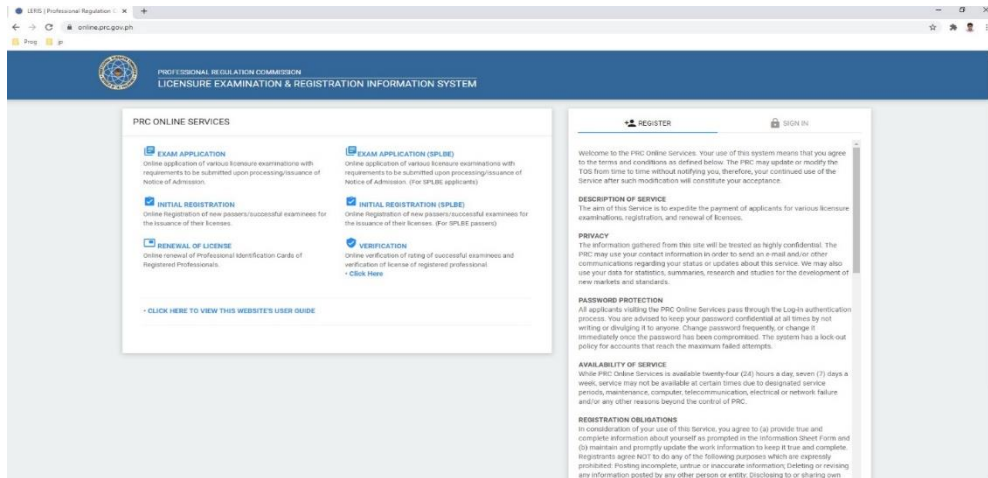 LERIS | Professional Regulation C
online.prc.gov.ph
Prog
jp
PROFESSIONAL REGULATION COMMISSION
LICENSURE EXAMINATION & REGISTRATION INFORMATION SYSTEM
PRC ONLINE SERVICES
EXAM APPLICATION
Online application of various licensure examinations with
requirements to be submitted upon processing/issuance of
Notice of Admission.
EXAM APPLICATION (SPLBE)
Online application of various licensure examinations with
requirements to be submitted upon processing/issuance of
Notice of Admission. (For SPLBE applicants)
INITIAL REGISTRATION
Online Registration of new passers/successful examinees for
the issuance of their licenses.
INITIAL REGISTRATION (SPLBE)
Online Registration of new passers/successful examinees for
the issuance of their licenses. (For SPLBE passers)
RENEWAL OF LICENSE
Online renewal of Professional Identification Cards of
Registered Professionals.
VERIFICATION
Online verification of rating of successful examinees and
verification of license of registered professional.
• Click Here
• CLICK HERE TO VIEW THIS WEBSITE'S USER GUIDE
REGISTER
SIGN IN
Welcome to the PRC Online Services. Your use of this system means that you agree
to the terms and conditions as defined below. The PRC may update or modify the
TOS from time to time without notifying you, therefore, your continued use of the
Service after such modification will constitute your acceptance.
DESCRIPTION OF SERVICE
The aim of this Service is to expedite the payment of applicants for various licensure
examinations, registration, and renewal of licenses.
PRIVACY
The information gathered from this site will be treated as highly confidential. The
PRC may use your contact information in order to send an e-mail and/or other
communications regarding your status or updates about this service. We may also
use your data for statistics, summaries, research and studies for the development of
new markets and standards.
PASSWORD PROTECTION
All applicants visiting the PRC Online Services pass through the Log-in authentication
process. You are advised to keep your password confidential at all times by not
writing or divulging it to anyone. Change password frequently, or change it
immediately once the password has been compromised. The system has a lock-out
policy for accounts that reach the maximum failed attempts.
AVAILABILITY OF SERVICE
While PRC Online Services is available twenty-four (24) hours a day, seven (7) days a
week, service may not be available at certain times due to designated service
periods, maintenance, computer, telecommunication, electrical or network failure
and/or any other reasons beyond the control of PRC.
REGISTRATION OBLIGATIONS
In consideration of your use of this Service, you agree to (a) provide true and
complete information about yourself as prompted in the Information Sheet Form and
(b) maintain and promptly update the work information to keep it true and complete.
Registrants agree NOT to do any of the following purposes which are expressly
prohibited: Posting incomplete, untrue or inaccurate information; Deleting or revising
any information posted by any other person or entity; Disclosing to or sharing own